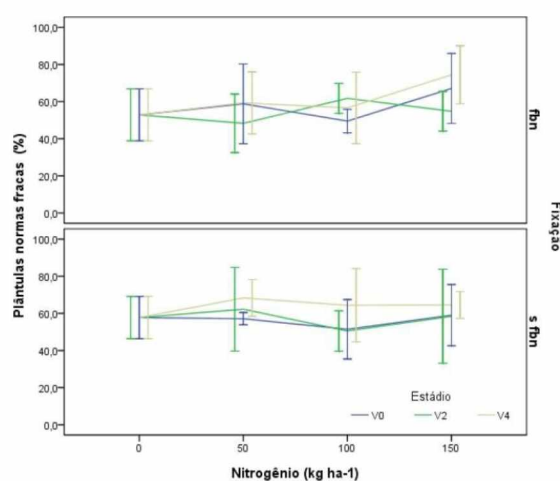 Plântulas normas fracas (%)
100,0
80,0
60,0
40,0
20,0
0,0
fbn
100,0
80,0
60,0
40,0
20,0
0,0
s fbn
Fixação
Estádio
V0 V2 V4
0 50 100 150
Nitrogênio (kg ha-1)